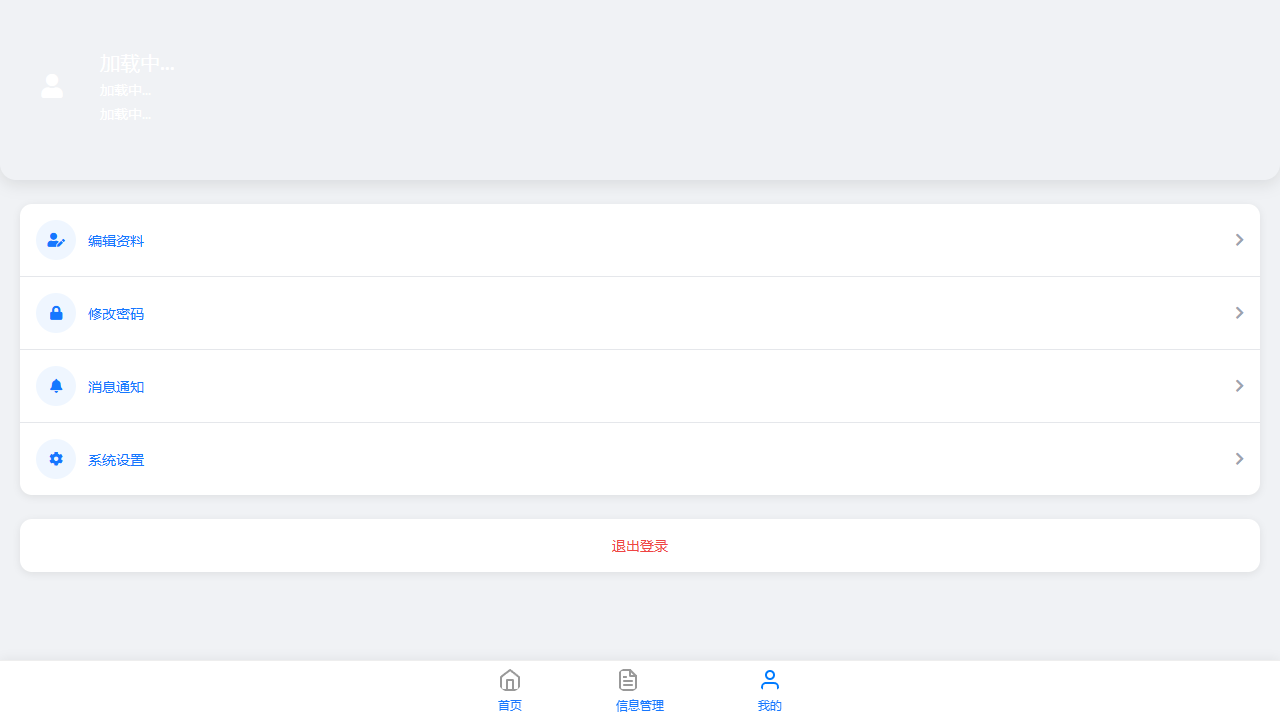 加载中...
加载中...
加载中...
编辑资料
修改密码
消息通知
系统设置
退出登录
首页
信息管理
我的